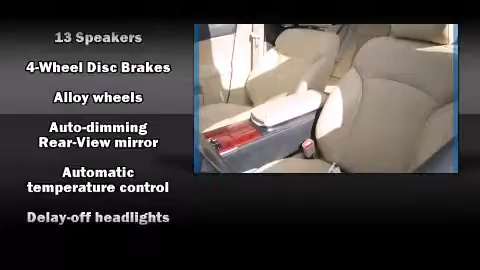 13 Speakers
4-Wheel Disc Brakes
Alloy wheels
Auto-dimming
Rear-View mirror
Automatic
temperature control
Delay-off headlights